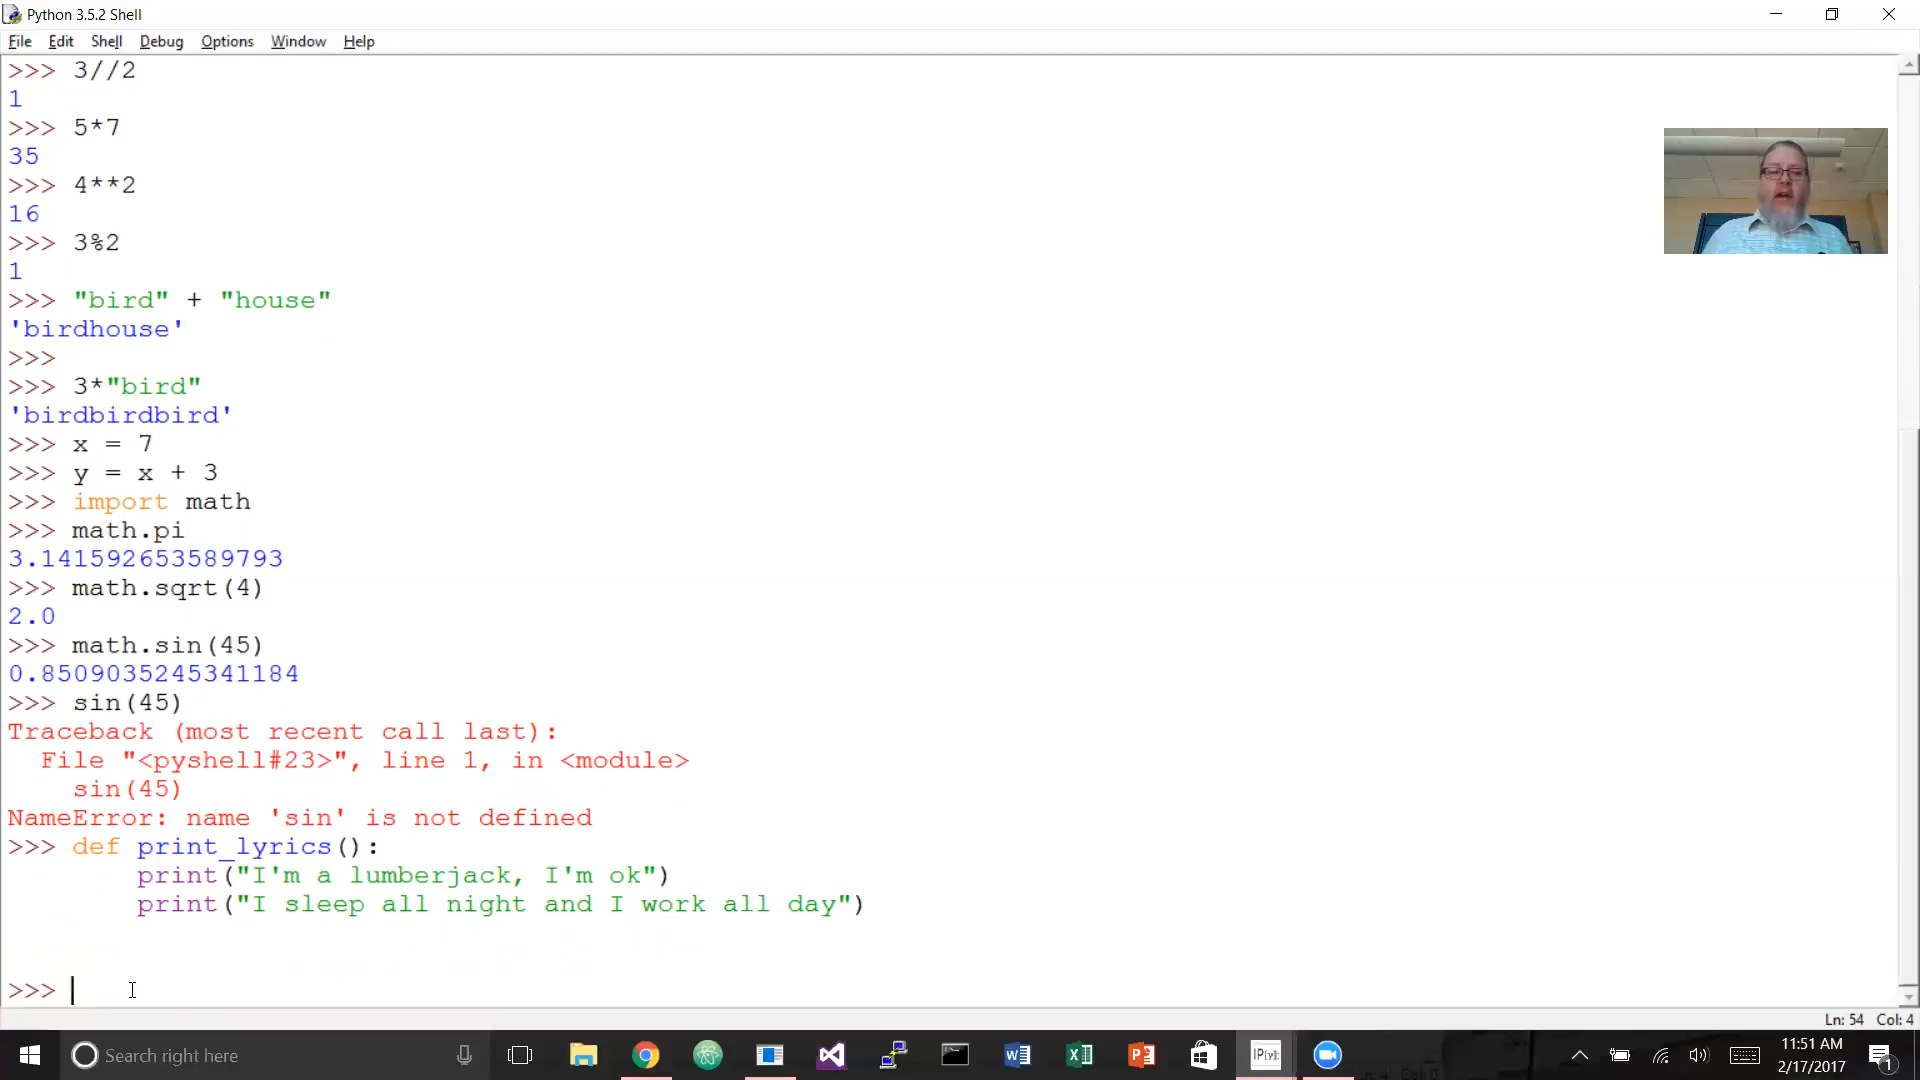 Python 3.5.2 Shell
File Edit Shell Debug Options Window Help
>>> 3//2
1
>>> 5*7
35
>>> 4**2
16
>>> 3%2
1
>>> "bird" + "house"
'birdhouse'
>>>
>>> 3*"bird"
'birdbirdbird'
>>> x = 7
>>> y = x + 3
>>> import math
>>> math.pi
3.141592653589793
>>> math.sqrt(4)
2.0
>>> math.sin(45)
0.8509035245341184
>>> sin(45)
Traceback (most recent call last):
  File "<pyshell#23>", line 1, in <module>
    sin(45)
NameError: name 'sin' is not defined
>>> def print_lyrics():
        print("I'm a lumberjack, I'm ok")
        print("I sleep all night and I work all day")
>>>
Ln: 54 Col: 4
Search right here
IP[y]:
11:51 AM
2/17/2017
1